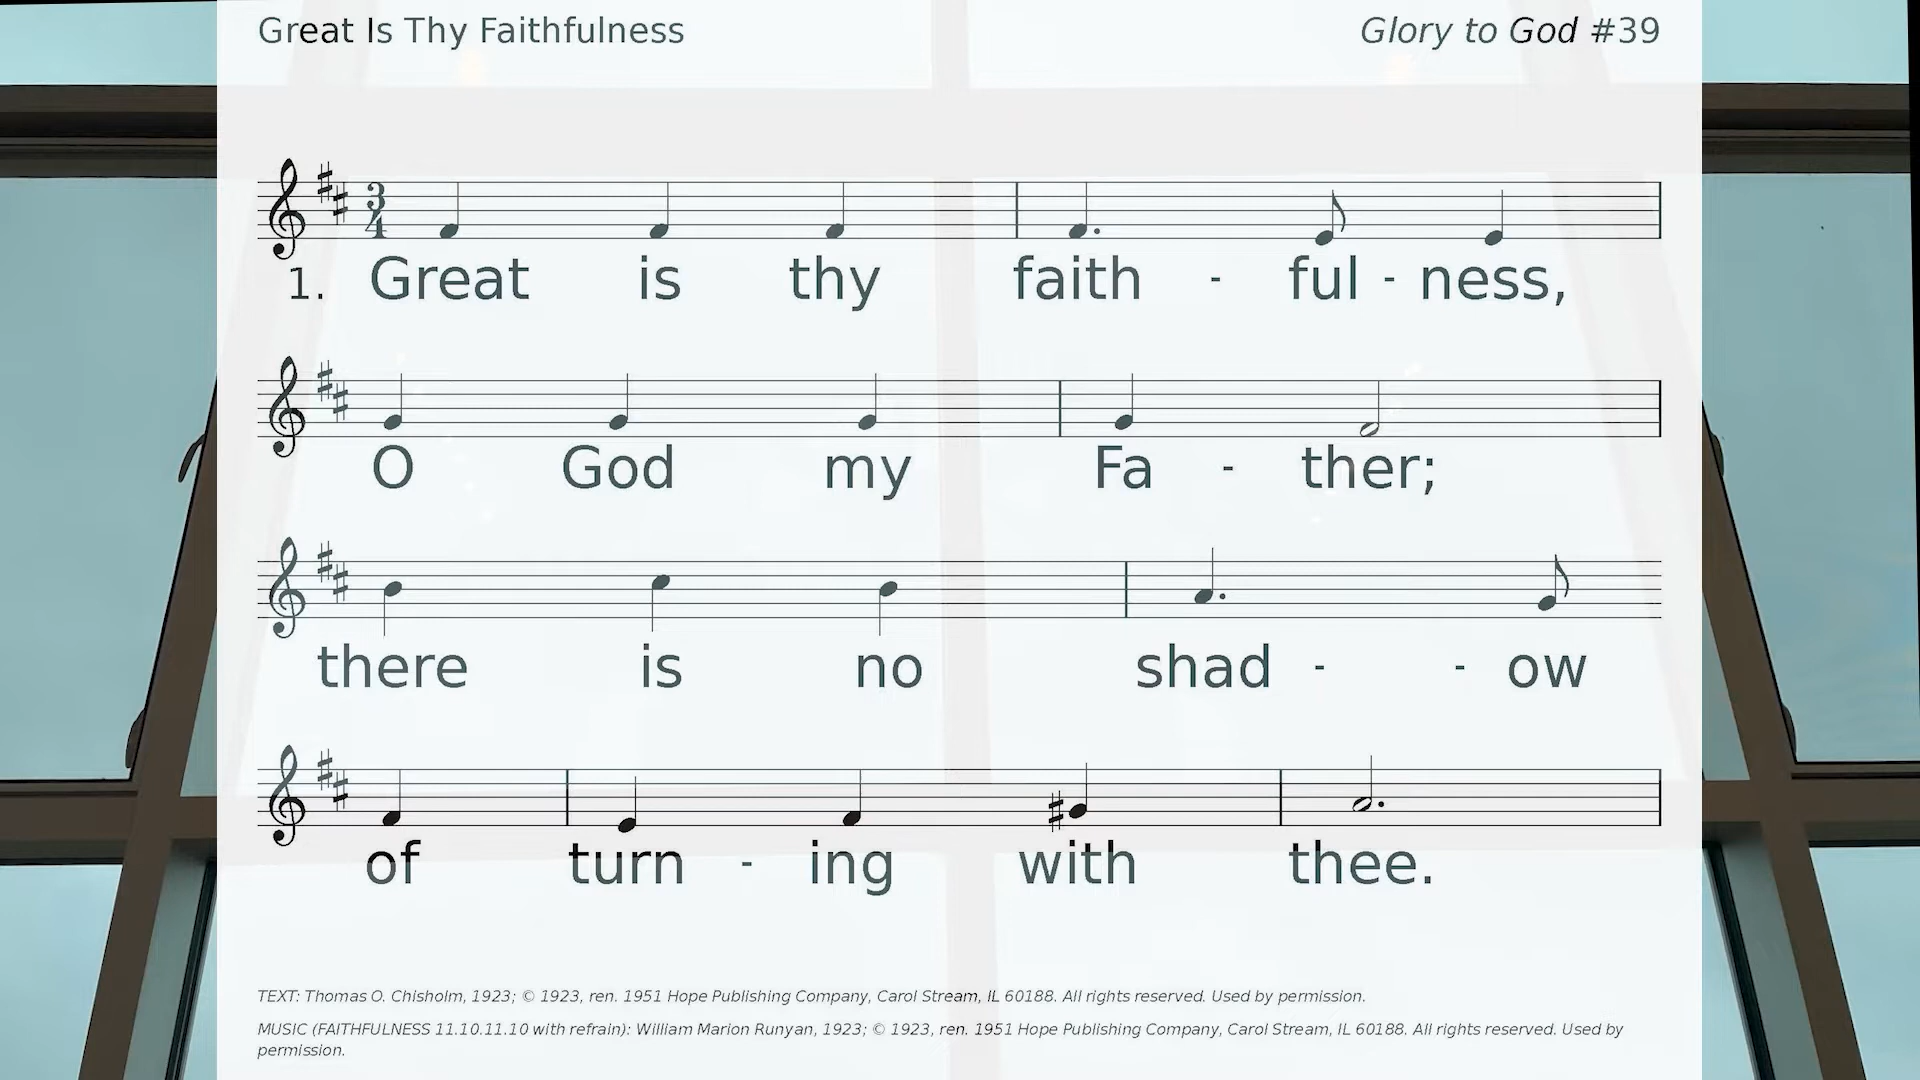 Great Is Thy Faithfulness
Glory to God #39
3
4
1. Great is thy faith - ful - ness,
O God my Fa - ther;
there is no shad - - ow
of turn - ing with thee.
TEXT: Thomas O. Chisholm, 1923; © 1923, ren. 1951 Hope Publishing Company, Carol Stream, IL 60188. All rights reserved. Used by permission.
MUSIC (FAITHFULNESS 11.10.11.10 with refrain): William Marion Runyan, 1923; © 1923, ren. 1951 Hope Publishing Company, Carol Stream, IL 60188. All rights reserved. Used by
permission.